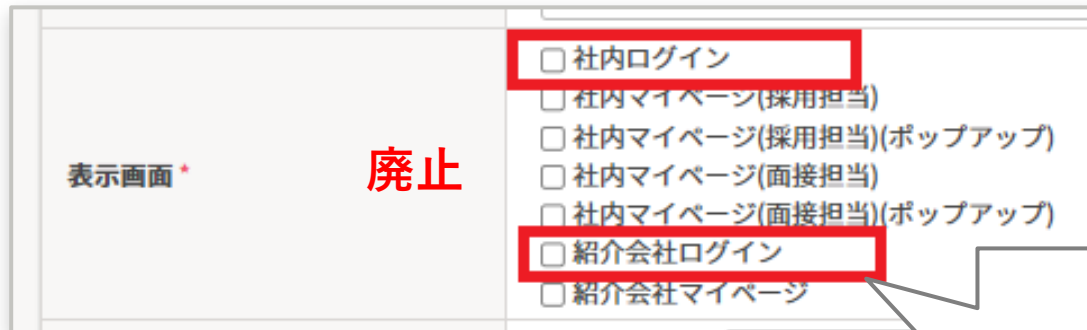 社内ログイン
社内マイページ(採用担当)
社内マイページ(採用担当)(ポップアップ)
表示画面*
廃止
社内マイページ(面接担当)
社内マイページ(面接担当)(ポップアップ)
紹介会社ログイン
紹介会社マイページ